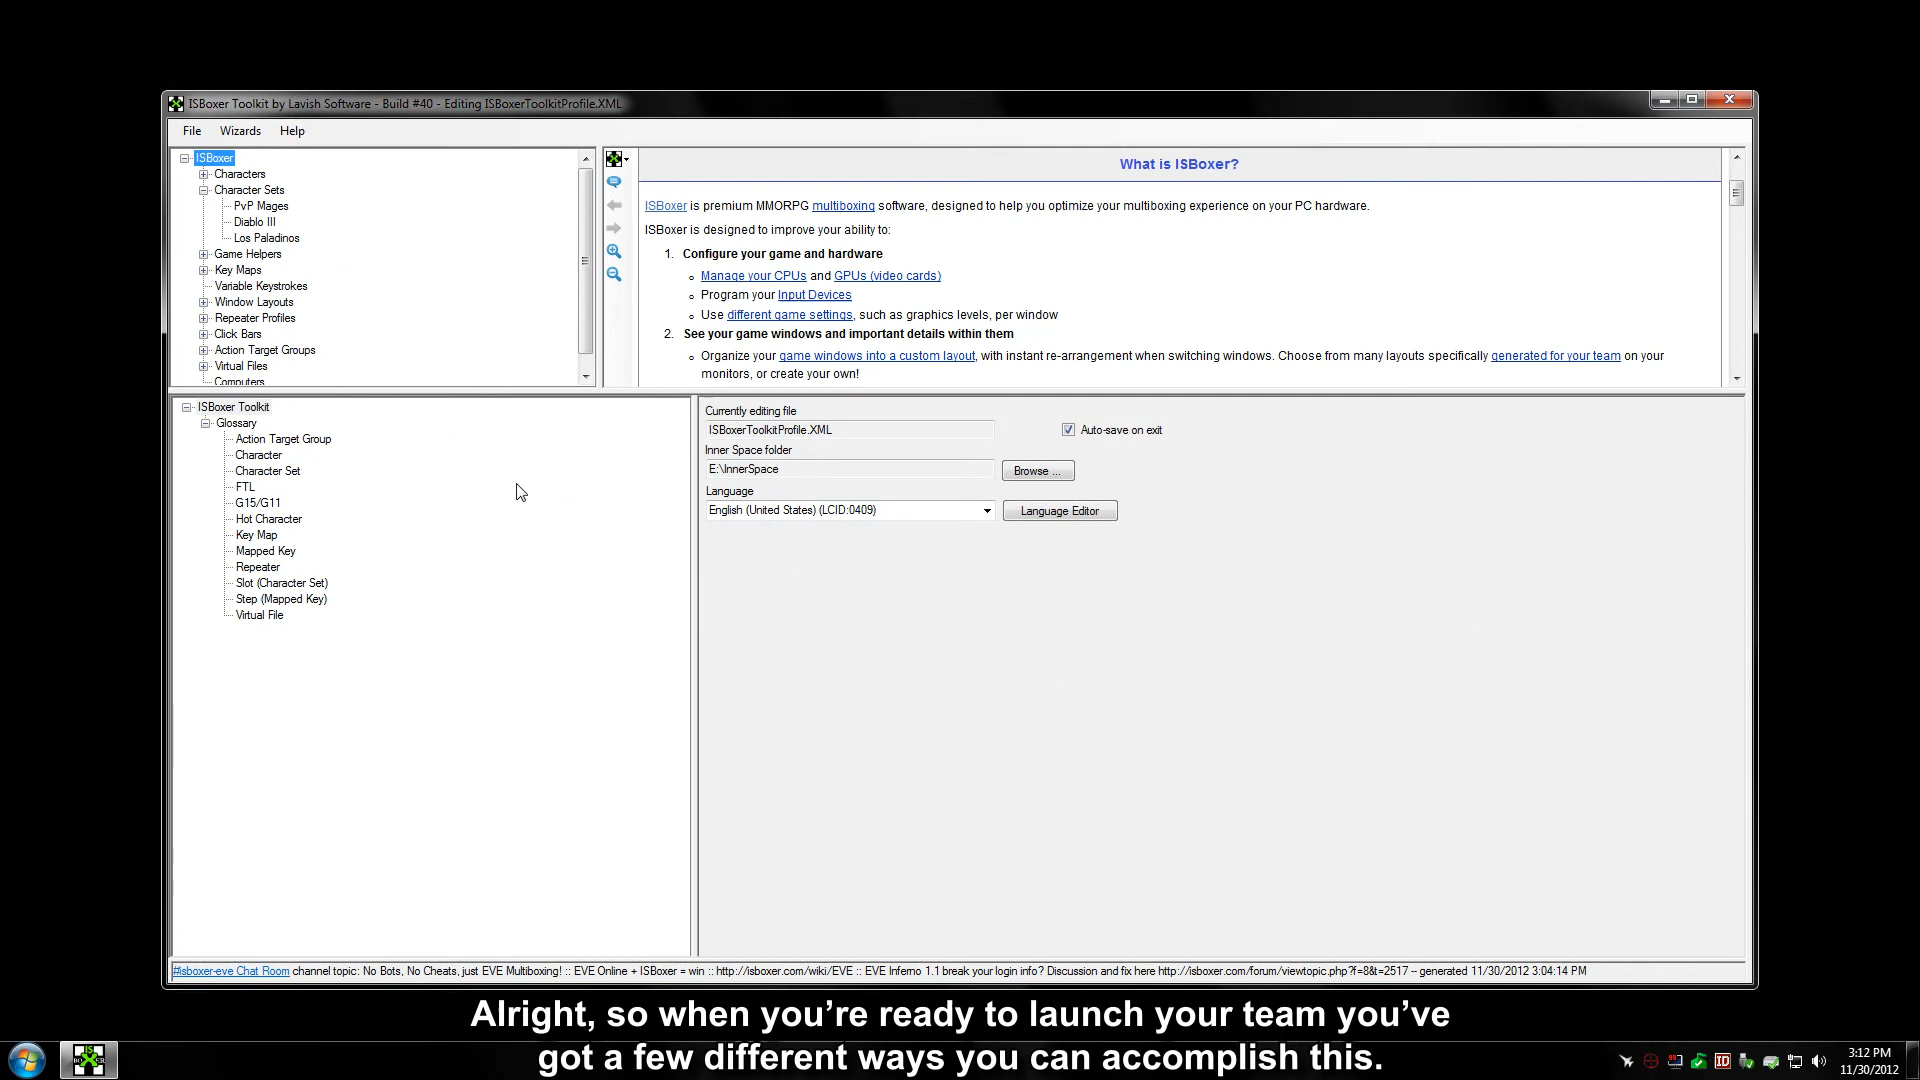 ISBoxer Toolkit by Lavish Software - Build #40 - Editing ISBoxerToolkitProfile.XML
File Wizards Help
ISBoxer
Characters
Character Sets
PvP Mages
Diablo III
Los Paladinos
Game Helpers
Key Maps
Variable Keystrokes
Window Layouts
Repeater Profiles
Click Bars
Action Target Groups
Virtual Files
Computers
What is ISBoxer?
ISBoxer is premium MMORPG multiboxing software, designed to help you optimize your multiboxing experience on your PC hardware.
ISBoxer is designed to improve your ability to:
1. Configure your game and hardware
Manage your CPUs and GPUs (video cards)
Program your Input Devices
Use different game settings, such as graphics levels, per window
2. See your game windows and important details within them
Organize your game windows into a custom layout, with instant re-arrangement when switching windows. Choose from many layouts specifically generated for your team on your
monitors, or create your own!
ISBoxer Toolkit
Glossary
Action Target Group
Character
Character Set
FTL
G15/G11
Hot Character
Key Map
Mapped Key
Repeater
Slot (Character Set)
Step (Mapped Key)
Virtual File
Currently editing file
ISBoxerToolkitProfile.XML
Auto-save on exit
Inner Space folder
E:\InnerSpace
Browse ...
Language
English (United States) (LCID:0409)
Language Editor
#isboxer-eve Chat Room channel topic: No Bots, No Cheats, just EVE Multiboxing! :: EVE Online + ISBoxer = win :: http://isboxer.com/wiki/EVE :: EVE Inferno 1.1 break your login info? Discussion and fix here http://isboxer.com/forum/viewtopic.php?f=8&t=2517 -- generated 11/30/2012 3:04:14 PM
Alright, so when you’re ready to launch your team you’ve
got a few different ways you can accomplish this.
3:12 PM
11/30/2012